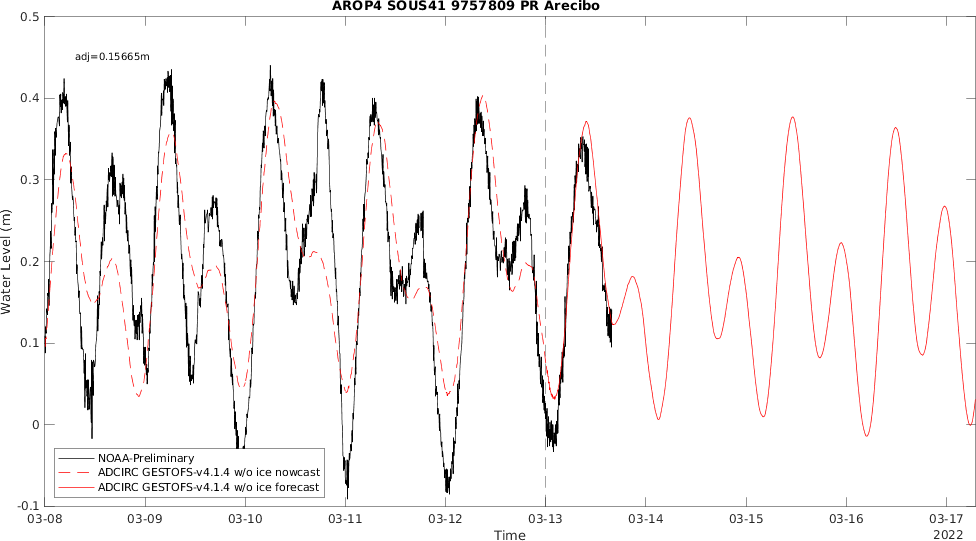 AROP4 SOUS41 9757809 PR Arecibo
0.5
adj=0.15665m
0.4
0.3
0.2
0.1
0
-0.1
Water Level (m)
NOAA-Preliminary
ADCIRC GESTOFS-v4.1.4 w/o ice nowcast
ADCIRC GESTOFS-v4.1.4 w/o ice forecast
03-08 03-09 03-10 03-11 03-12 03-13 03-14 03-15 03-16 03-17
Time
2022